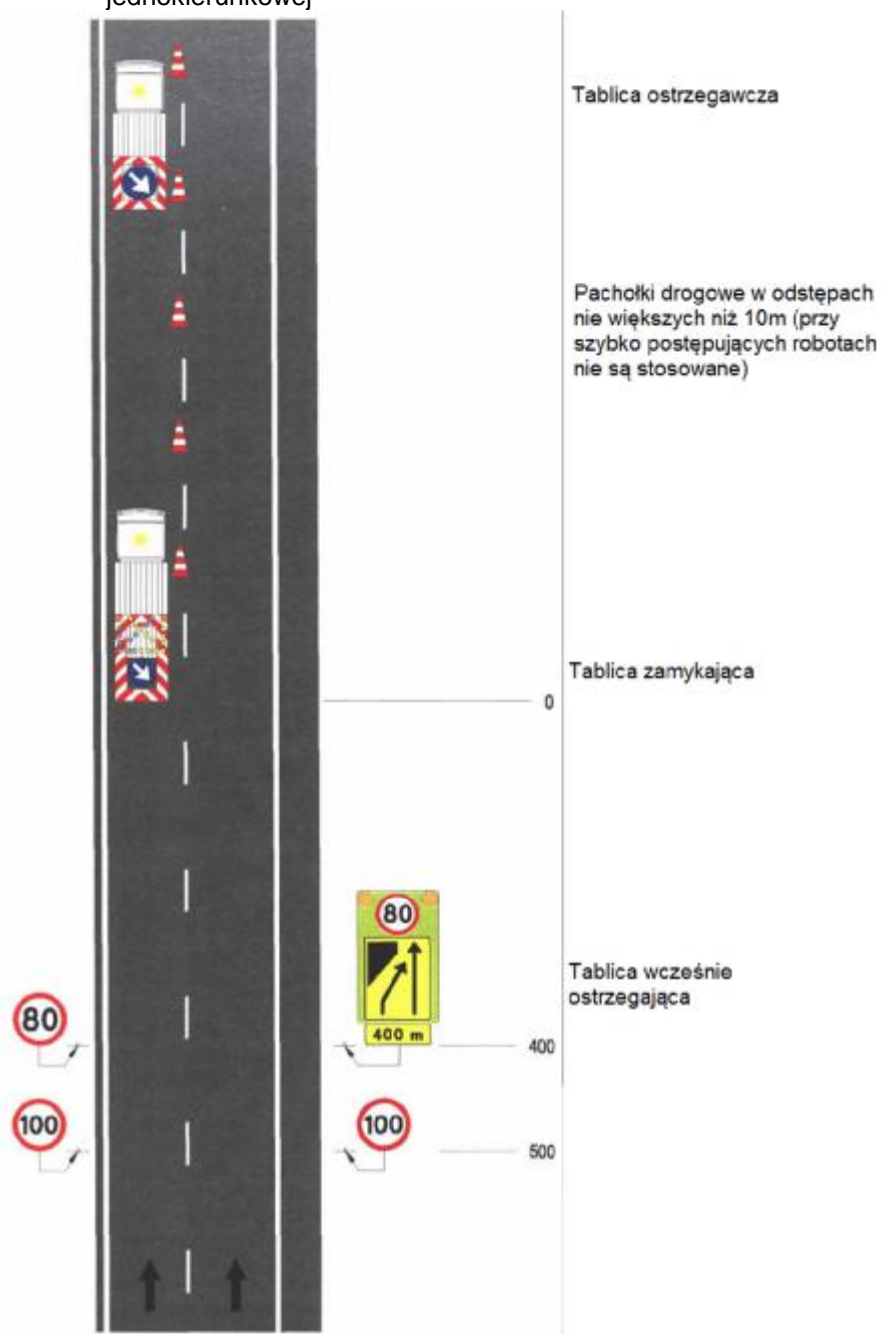 jednokierunkowej
Tablica ostrzegawcza
Pachołki drogowe w odstępach
nie większych niż 10m (przy
szybko postępujących robotach
nie są stosowane)
Tablica zamykająca
0
80
Tablica wcześnie
ostrzegająca
80
400 m
400
100
100
500